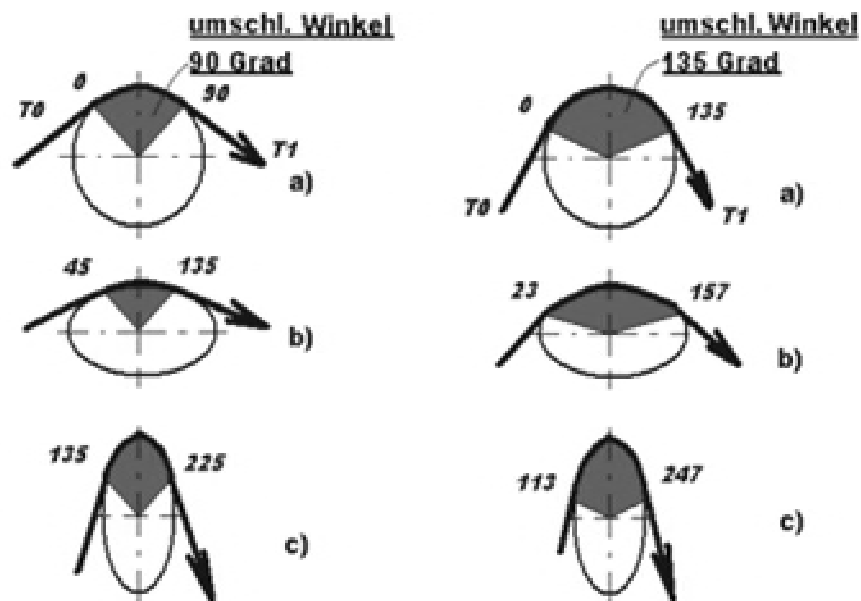 umschl. Winkel
90 Grad
0
90
T0
T1
a)
45
135
b)
135
225
c)
umschl. Winkel
135 Grad
0
135
T0
T1
a)
23
157
b)
113
247
c)